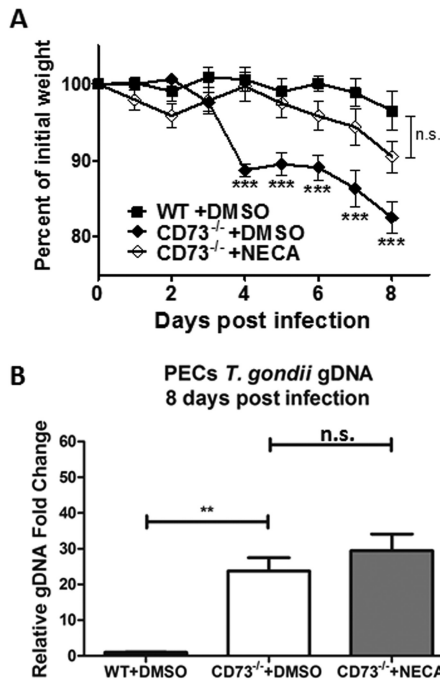 A
Percent of initial weight
100
90
80
n.s.
***
***
***
***
***
WT +DMSO
CD73-/-+DMSO
CD73-/-+NECA
0
2
4
6
8
Days post infection
B
PECs T. gondii gDNA
8 days post infection
Relative gDNA Fold Change
60
50
40
30
20
10
0
**
n.s.
WT+DMSO
CD73-/-+DMSO
CD73-/-+NECA